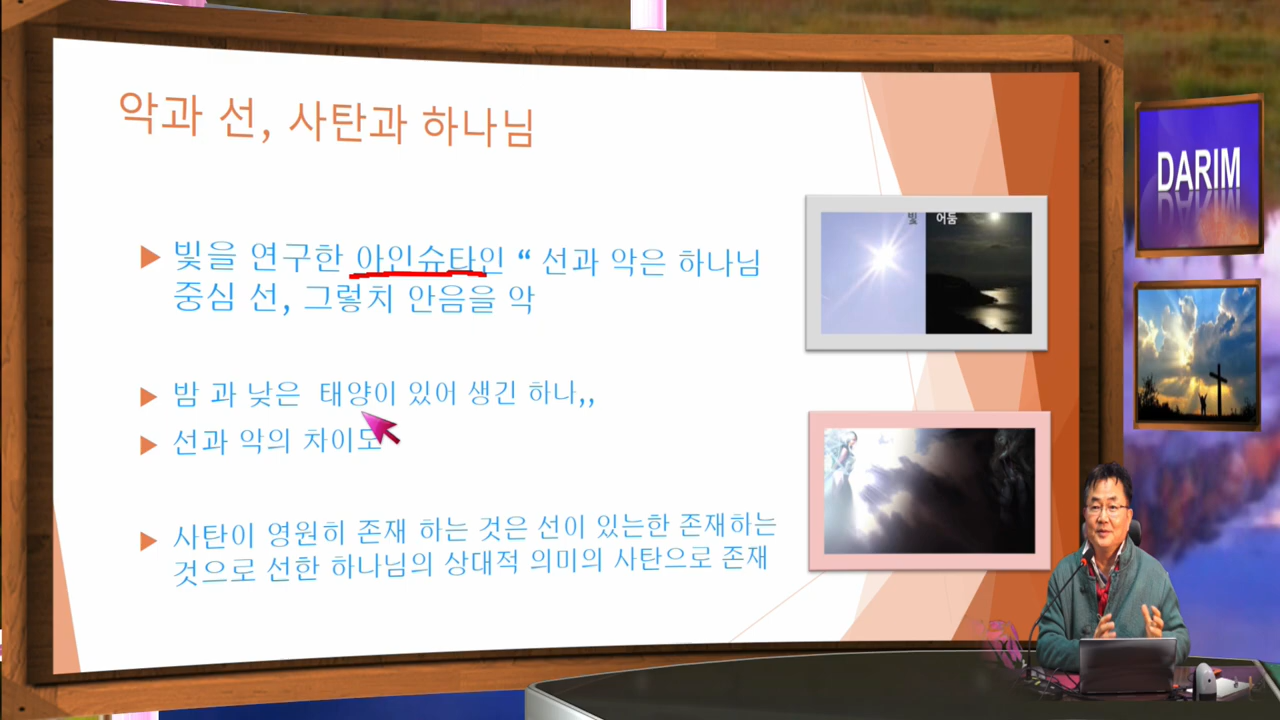 악과 선, 사탄과 하나님
빛을 연구한 아인슈타인 “ 선과 악은 하나님
중심 선, 그렇치 안음을 악
밤 과 낮은 태양이 있어 생긴 하나,,
선과 악의 차이도
사탄이 영원히 존재 하는 것은 선이 있는한 존재하는
것으로 선한 하나님의 상대적 의미의 사탄으로 존재
빛
어둠
DARIM